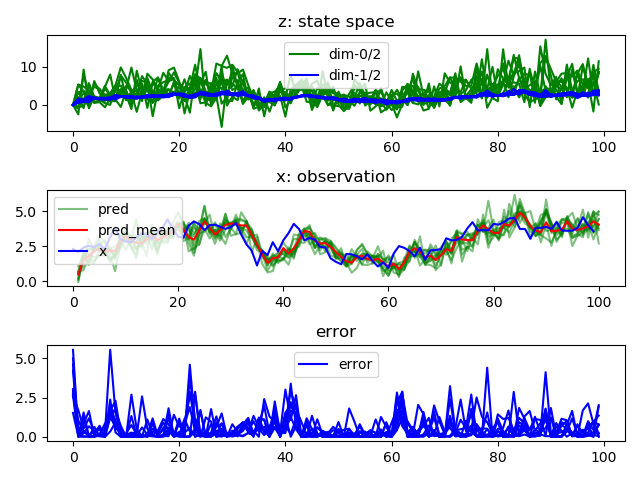 z: state space
10
0
dim-0/2
dim-1/2
0 20 40 60 80 100
x: observation
5.0
2.5
0.0
pred
pred_mean
x
0 20 40 60 80 100
error
5.0
2.5
0.0
error
0 20 40 60 80 100